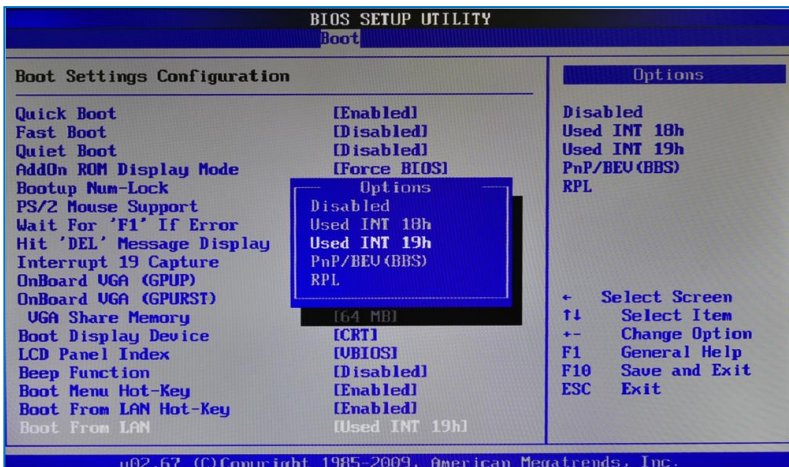 BIOS SETUP UTILITY
Boot
Boot Settings Configuration
Quick Boot [Enabled]
Fast Boot [Disabled]
Quiet Boot [Disabled]
AddOn ROM Display Mode [Force BIOS]
Bootup Num-Lock
PS/2 Mouse Support
Wait For 'F1' If Error
Hit 'DEL' Message Display
Interrupt 19 Capture
OnBoard VGA (GPUP)
OnBoard VGA (GPURST)
VGA Share Memory [64 MB]
Boot Display Device [CRT]
LCD Panel Index [VBIOS]
Beep Function [Disabled]
Boot Menu Hot-Key [Enabled]
Boot From LAN Hot-Key [Enabled]
Boot From LAN [Used INT 19h]
Options
Disabled
Used INT 18h
Used INT 19h
PnP/BEV(BBS)
RPL
Options
Disabled
Used INT 18h
Used INT 19h
PnP/BEV(BBS)
RPL
← Select Screen
↑↓ Select Item
+- Change Option
F1 General Help
F10 Save and Exit
ESC Exit
v02.67 (C)Copyright 1985-2009, American Megatrends, Inc.